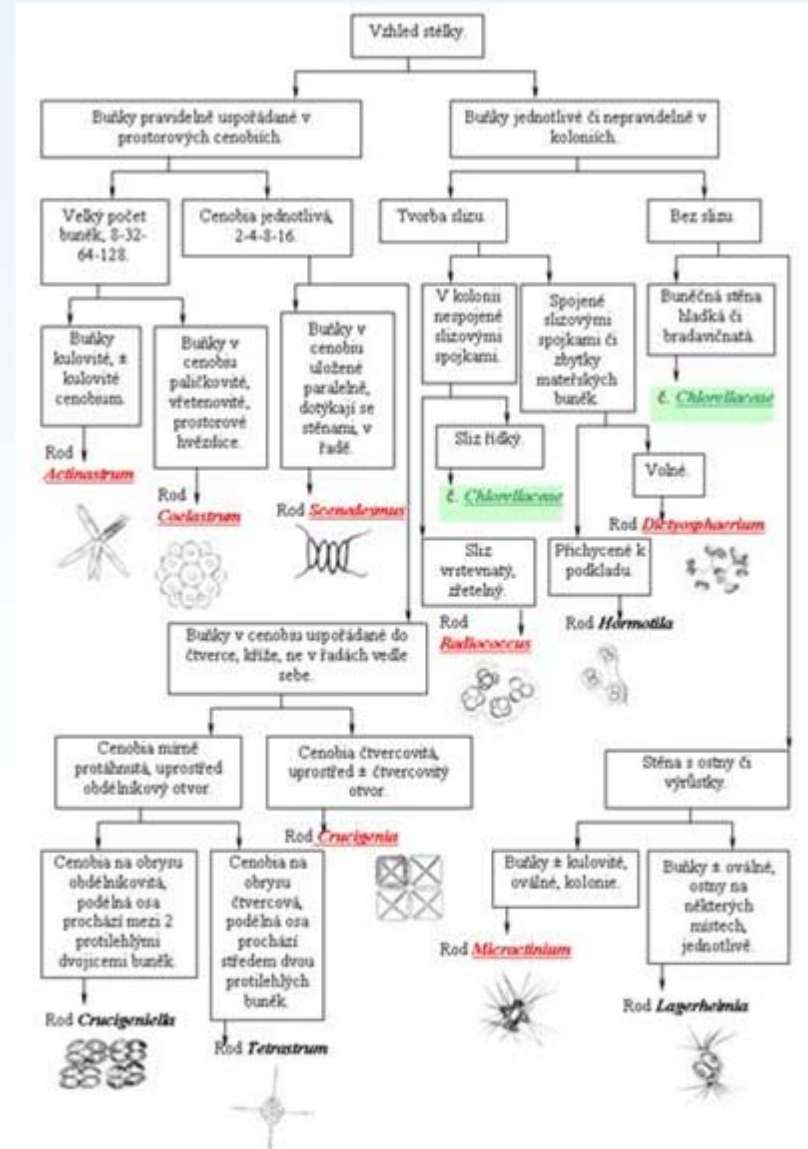 Vzhled stélky.
Buňky pravidelně uspořádané v
prostorových cenobiích.
Buňky jednotlivé či nepravidelně v
koloniích.
Velký počet
buněk, 8-32-
64-128.
Cenobia jednotlivá,
2-4-8-16.
Tvorba slizu.
Bez slizu.
Buňky
kulovité, ±
kulovité
cenobium.
Buňky v
cenobiu
paličkovité,
vřetenovité,
prostorové
hvězdice.
Buňky v
cenobiu
uložené
paralelně,
dotýkají se
stěnami, v
řadě.
V kolonii
nespojené
slizovými
spojkami.
Spojené
slizovými
spojkami či
zbytky
mateřských
buněk.
Buněčná stěna
hladká či
bradavičnatá.
č. Chlorellaceae
Rod
Actinastrum
Rod
Coelastrum
Rod Scenedesmus
Sliz řídký.
č. Chlorellaceae
Volné.
Rod Dictyosphaerium
Sliz
vrstevnatý,
zřetelný.
Přichycené k
podkladu.
Rod
Radiococcus
Rod Hormotila
Buňky v cenobiu uspořádané do
čtverce, kříže, ne v řadách vedle
sebe.
Cenobia mírně
protáhnutá, uprostřed
obdélníkový otvor.
Cenobia čtvercovitá,
uprostřed ± čtvercovitý
otvor.
Stěna s ostny či
výrůstky.
Rod Crucigenia
Cenobia na obrysu
obdélníkovitá,
podélná osa
prochází mezi 2
protilehlými
dvojicemi buněk.
Cenobia na
obrysu
čtvercová,
podélná osa
prochází
středem dvou
protilehlých
buněk.
Buňky ± kulovité,
oválné, kolonie.
Buňky ± oválné,
ostny na
některých
místech,
jednotlivě.
Rod Micractinium
Rod Lagerheimia
Rod Crucigeniella
Rod Tetrastrum